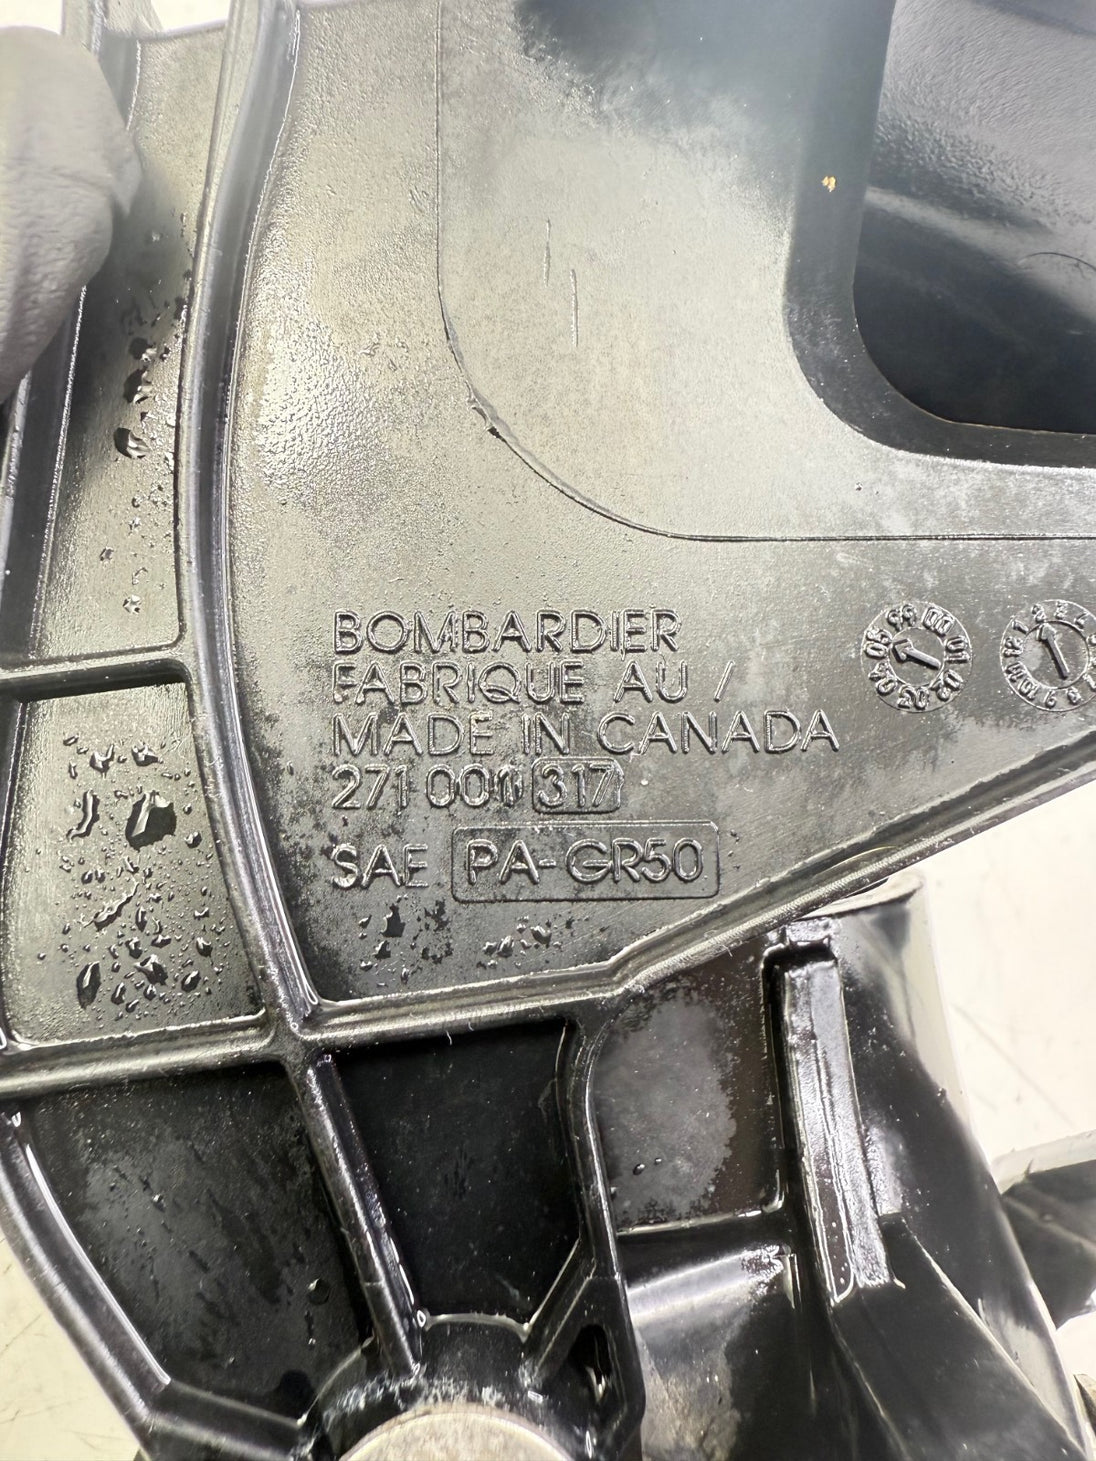 BOMBARDIER
FABRIQUE AU /
MADE IN CANADA
271 001 317
SAE PA-GR50